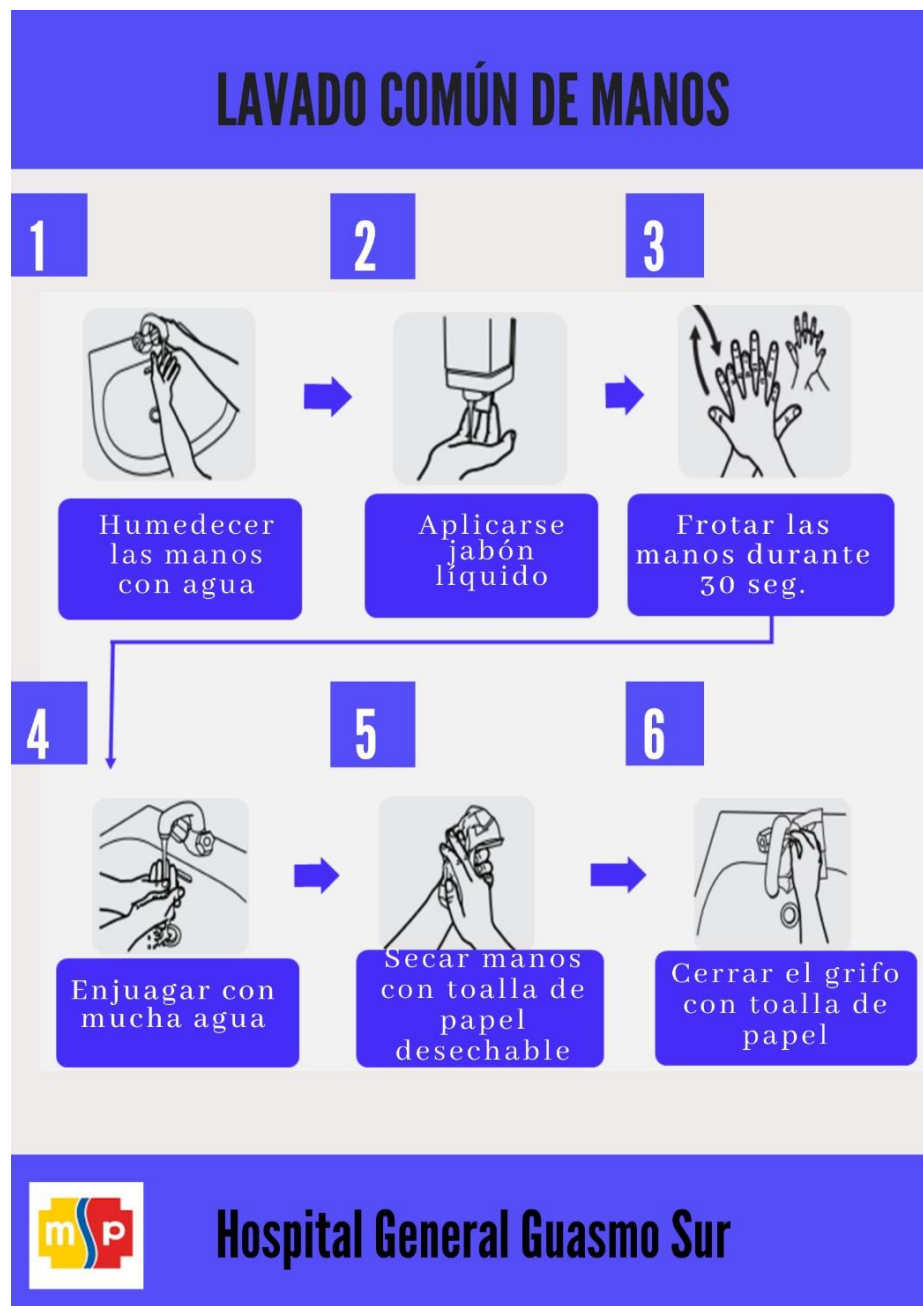 LAVADO COMÚN DE MANOS
1
2
3
Humedecer
las manos
con agua
Aplicarse
jabón
líquido
Frotar las
manos durante
30 seg.
4
5
6
Enjuagar con
mucha agua
Secar manos
con toalla de
papel
desechable
Cerrar el grifo
con toalla de
papel
msp
Hospital General Guasmo Sur